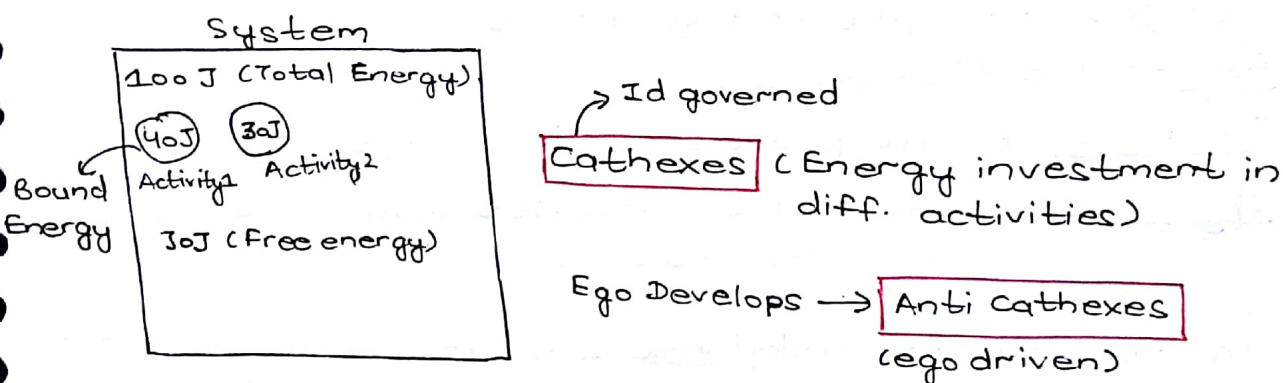 System
100J (Total Energy)
40J
30J
Activity1
Activity2
Bound
Energy
30J (Free energy)
Id governed
Cathexes (Energy investment in
diff. activities)
Ego Develops → Anti Cathexes
(ego driven)